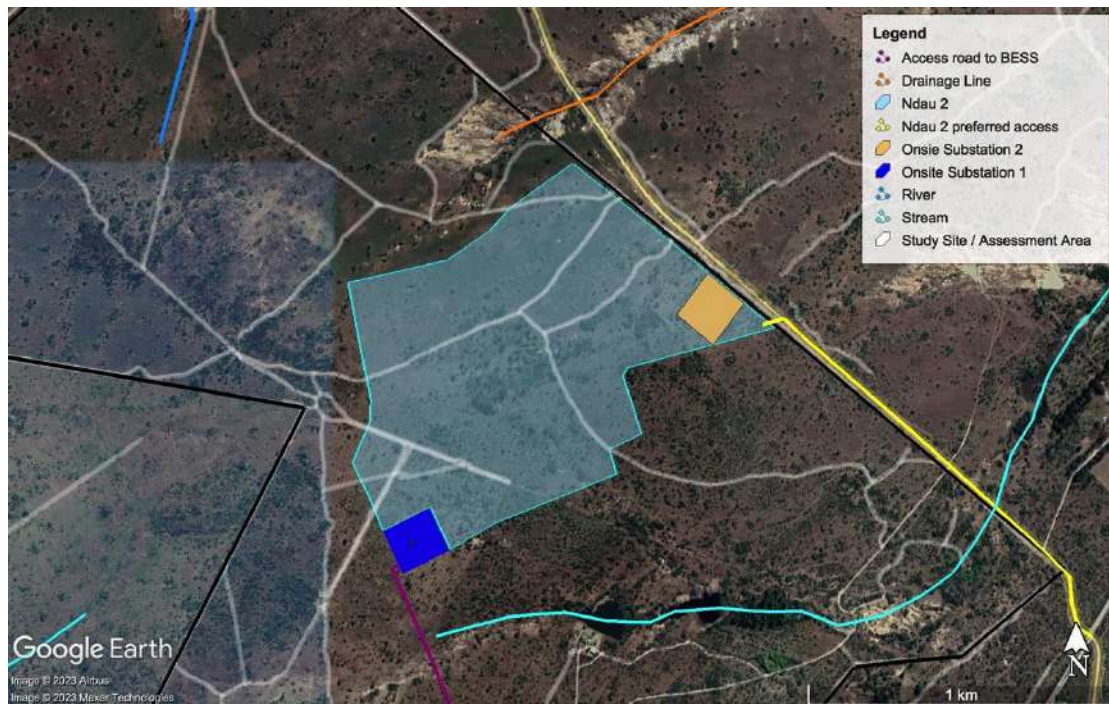 Legend
Access road to BESS
Drainage Line
Ndau 2
Ndau 2 preferred access
Onsie Substation 2
Onsite Substation 1
River
Stream
Study Site / Assessment Area
Google Earth
Image © 2023 Airbus
Image © 2023 Maxar Technologies
N
1 km